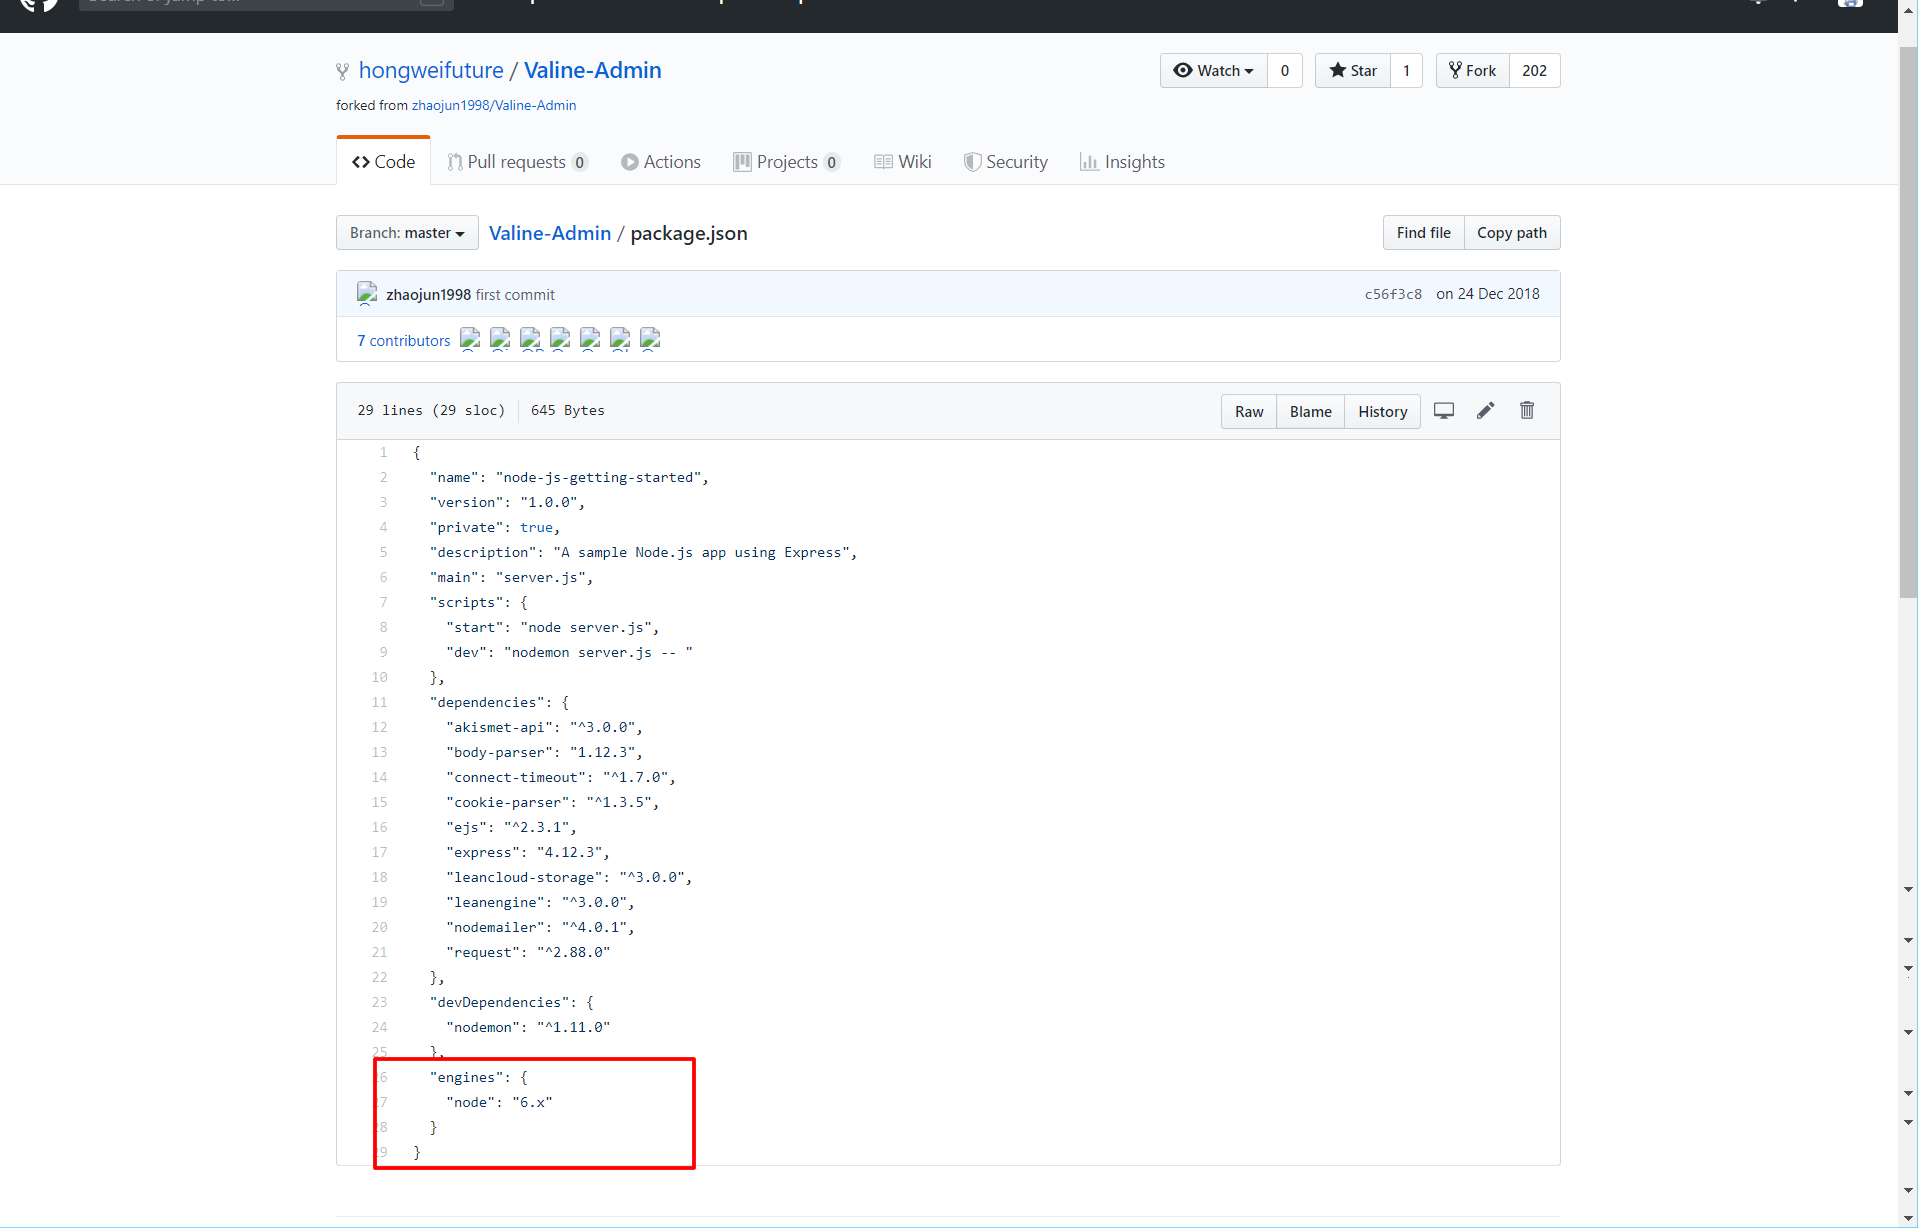 hongweifuture / Valine-Admin
Watch 0 Star 1 Fork 202
forked from zhaojun1998/Valine-Admin
Code Pull requests 0 Actions Projects 0 Wiki Security Insights
Branch: master Valine-Admin / package.json Find file Copy path
zhaojun1998 first commit c56f3c8 on 24 Dec 2018
7 contributors
29 lines (29 sloc) 645 Bytes Raw Blame History
1 {
2 "name": "node-js-getting-started",
3 "version": "1.0.0",
4 "private": true,
5 "description": "A sample Node.js app using Express",
6 "main": "server.js",
7 "scripts": {
8 "start": "node server.js",
9 "dev": "nodemon server.js -- "
10 },
11 "dependencies": {
12 "akismet-api": "^3.0.0",
13 "body-parser": "1.12.3",
14 "connect-timeout": "^1.7.0",
15 "cookie-parser": "^1.3.5",
16 "ejs": "^2.3.1",
17 "express": "4.12.3",
18 "leancloud-storage": "^3.0.0",
19 "leanengine": "^3.0.0",
20 "nodemailer": "^4.0.1",
21 "request": "^2.88.0"
22 },
23 "devDependencies": {
24 "nodemon": "^1.11.0"
25 },
26 "engines": {
27 "node": "6.x"
28 }
29 }